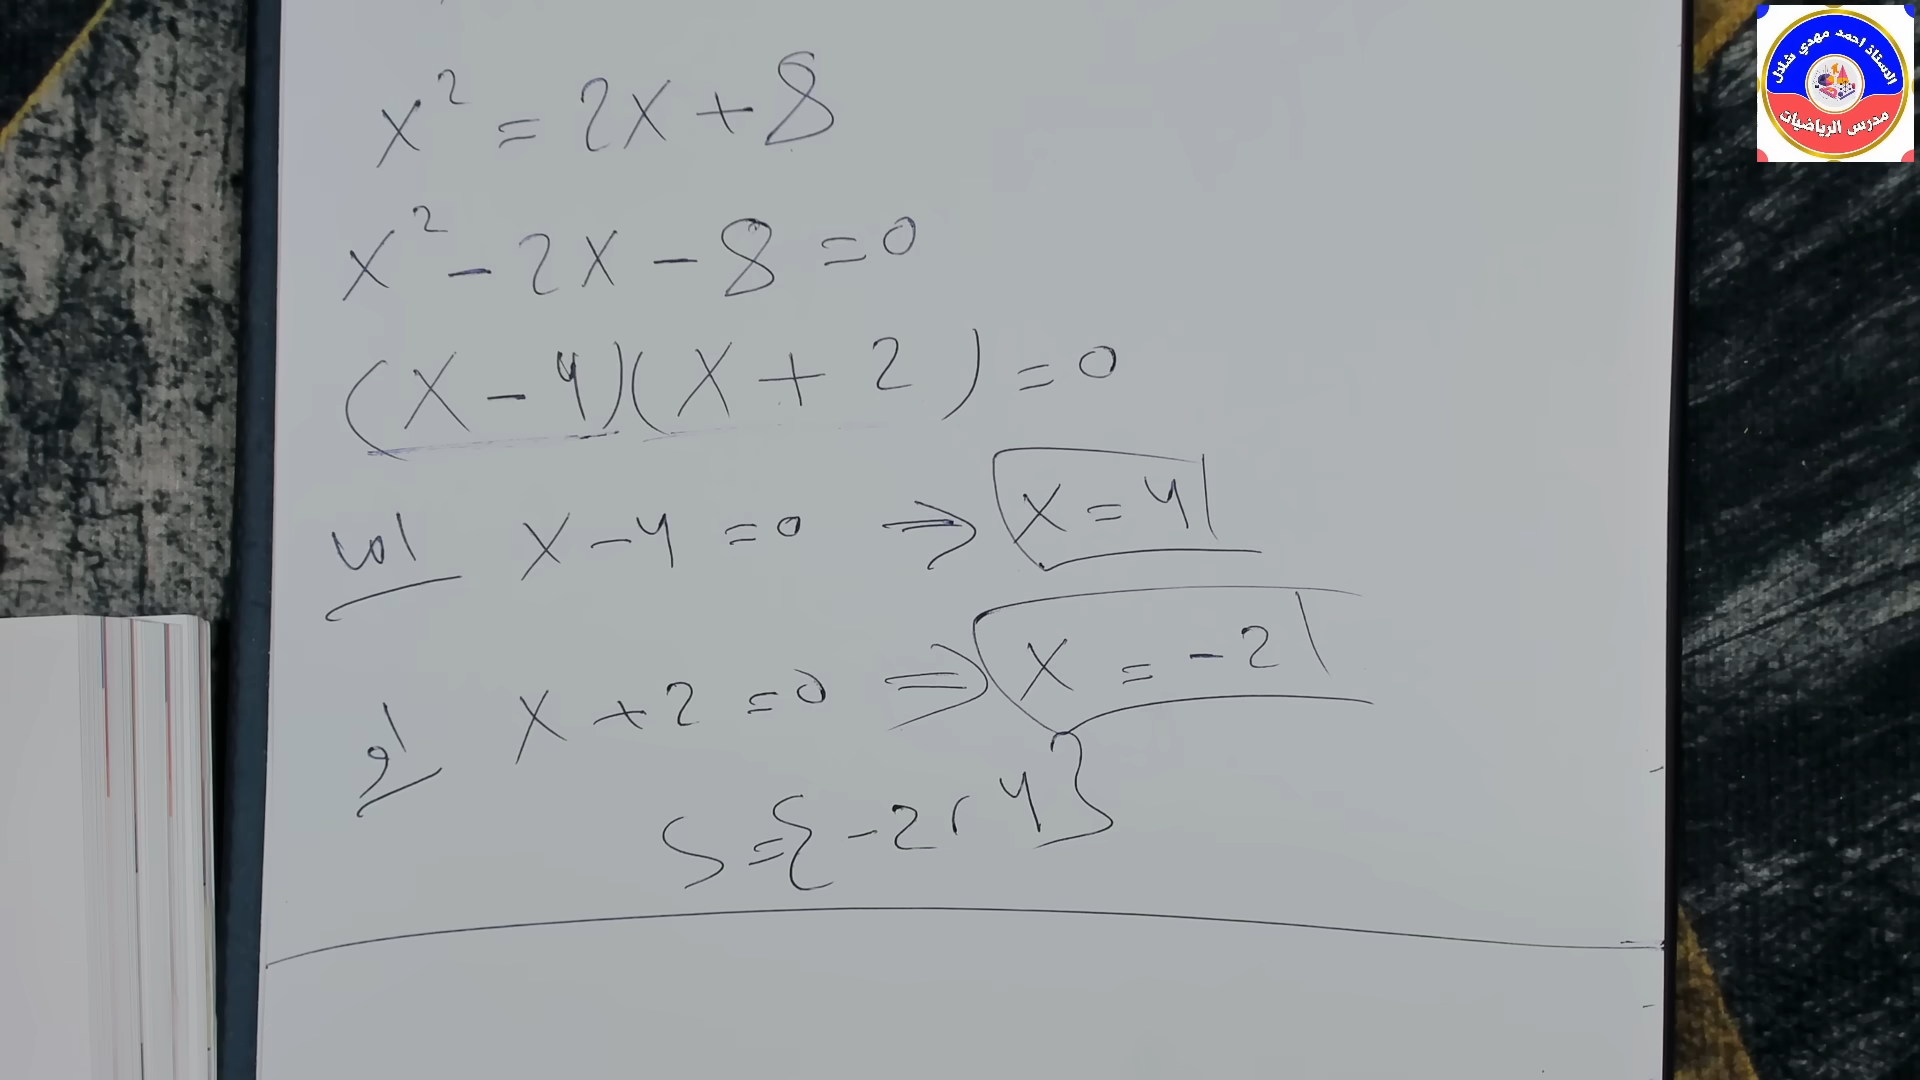 الاستاذ احمد مهدي شلال
مدرس الرياضيات
x² = 2x + 8
x² - 2x - 8 = 0
(x - 4)(x + 2) = 0
اما x - 4 = 0 ⇒ x = 4
او x + 2 = 0 ⇒ x = -2
S = {-2, 4}